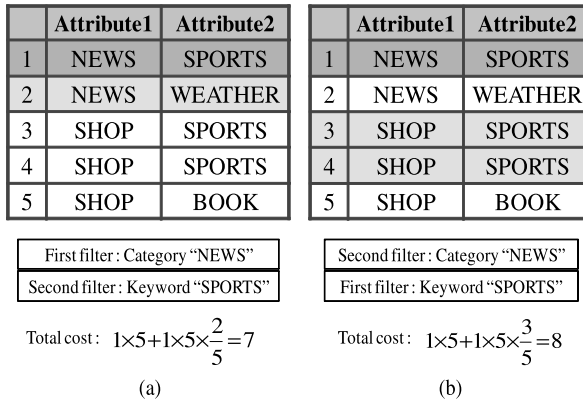 Attribute1 Attribute2
1 NEWS SPORTS
2 NEWS WEATHER
3 SHOP SPORTS
4 SHOP SPORTS
5 SHOP BOOK
First filter : Category “NEWS”
Second filter : Keyword “SPORTS”
Total cost : 1×5+1×5×2/5=7
(a)
Attribute1 Attribute2
1 NEWS SPORTS
2 NEWS WEATHER
3 SHOP SPORTS
4 SHOP SPORTS
5 SHOP BOOK
Second filter : Category “NEWS”
First filter : Keyword “SPORTS”
Total cost : 1×5+1×5×3/5=8
(b)